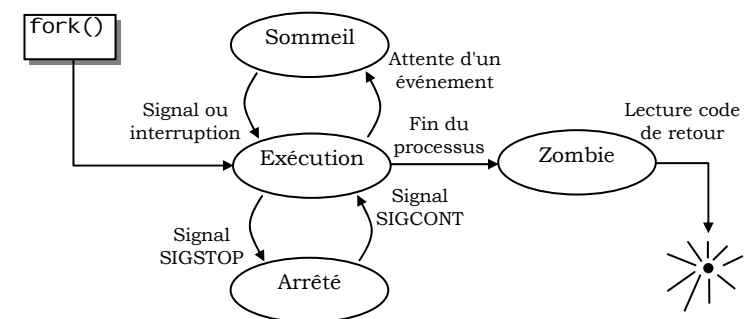 fork()
Sommeil
Attente d'un
événement
Signal ou
interruption
Exécution
Fin du
processus
Zombie
Lecture code
de retour
Signal
SIGCONT
Signal
SIGSTOP
Arrêté